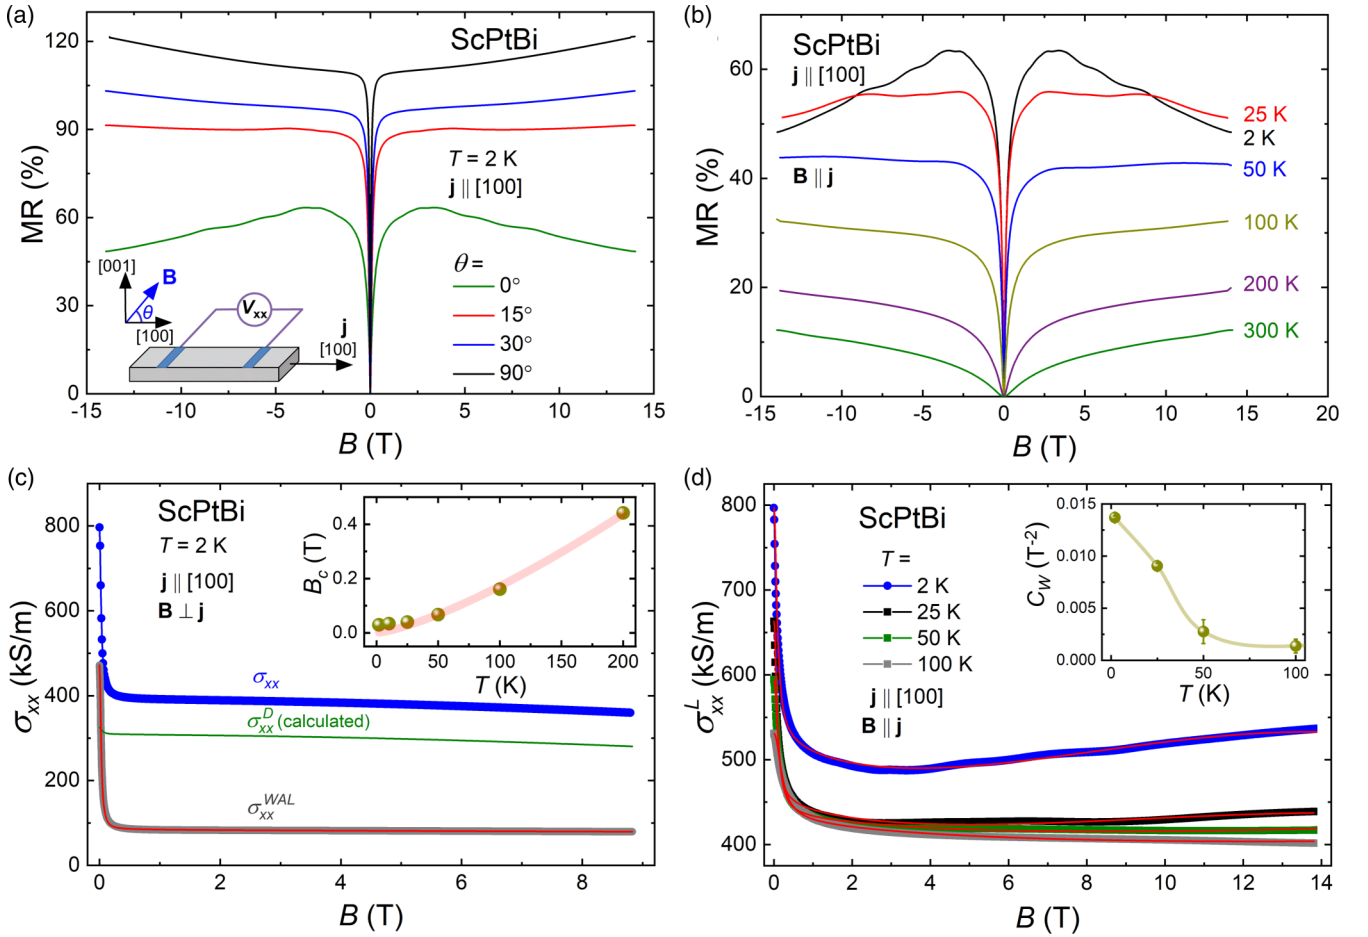 (a)
ScPtBi
T = 2 K
j || [100]
θ =
0°
15°
30°
90°
[001]
B
θ
[100]
Vxx
j
[100]
MR (%)
120
90
60
30
0
-15
-10
-5
0
5
10
15
B (T)
(b)
ScPtBi
j || [100]
B || j
25 K
2 K
50 K
100 K
200 K
300 K
MR (%)
60
40
20
0
-20
-15
-10
-5
0
5
10
15
20
B (T)
(c)
ScPtBi
T = 2 K
j || [100]
B ⊥ j
σxx
σxx^D (calculated)
σxx^WAL
σxx (kS/m)
800
600
400
200
0
0
2
4
6
8
B (T)
Bc (T)
0.4
0.2
0.0
0
50
100
150
200
T (K)
(d)
ScPtBi
T =
2 K
25 K
50 K
100 K
j || [100]
B || j
σxx^L (kS/m)
800
700
600
500
400
0
2
4
6
8
10
12
14
B (T)
CW (T-2)
0.015
0.010
0.005
0.000
0
50
100
T (K)